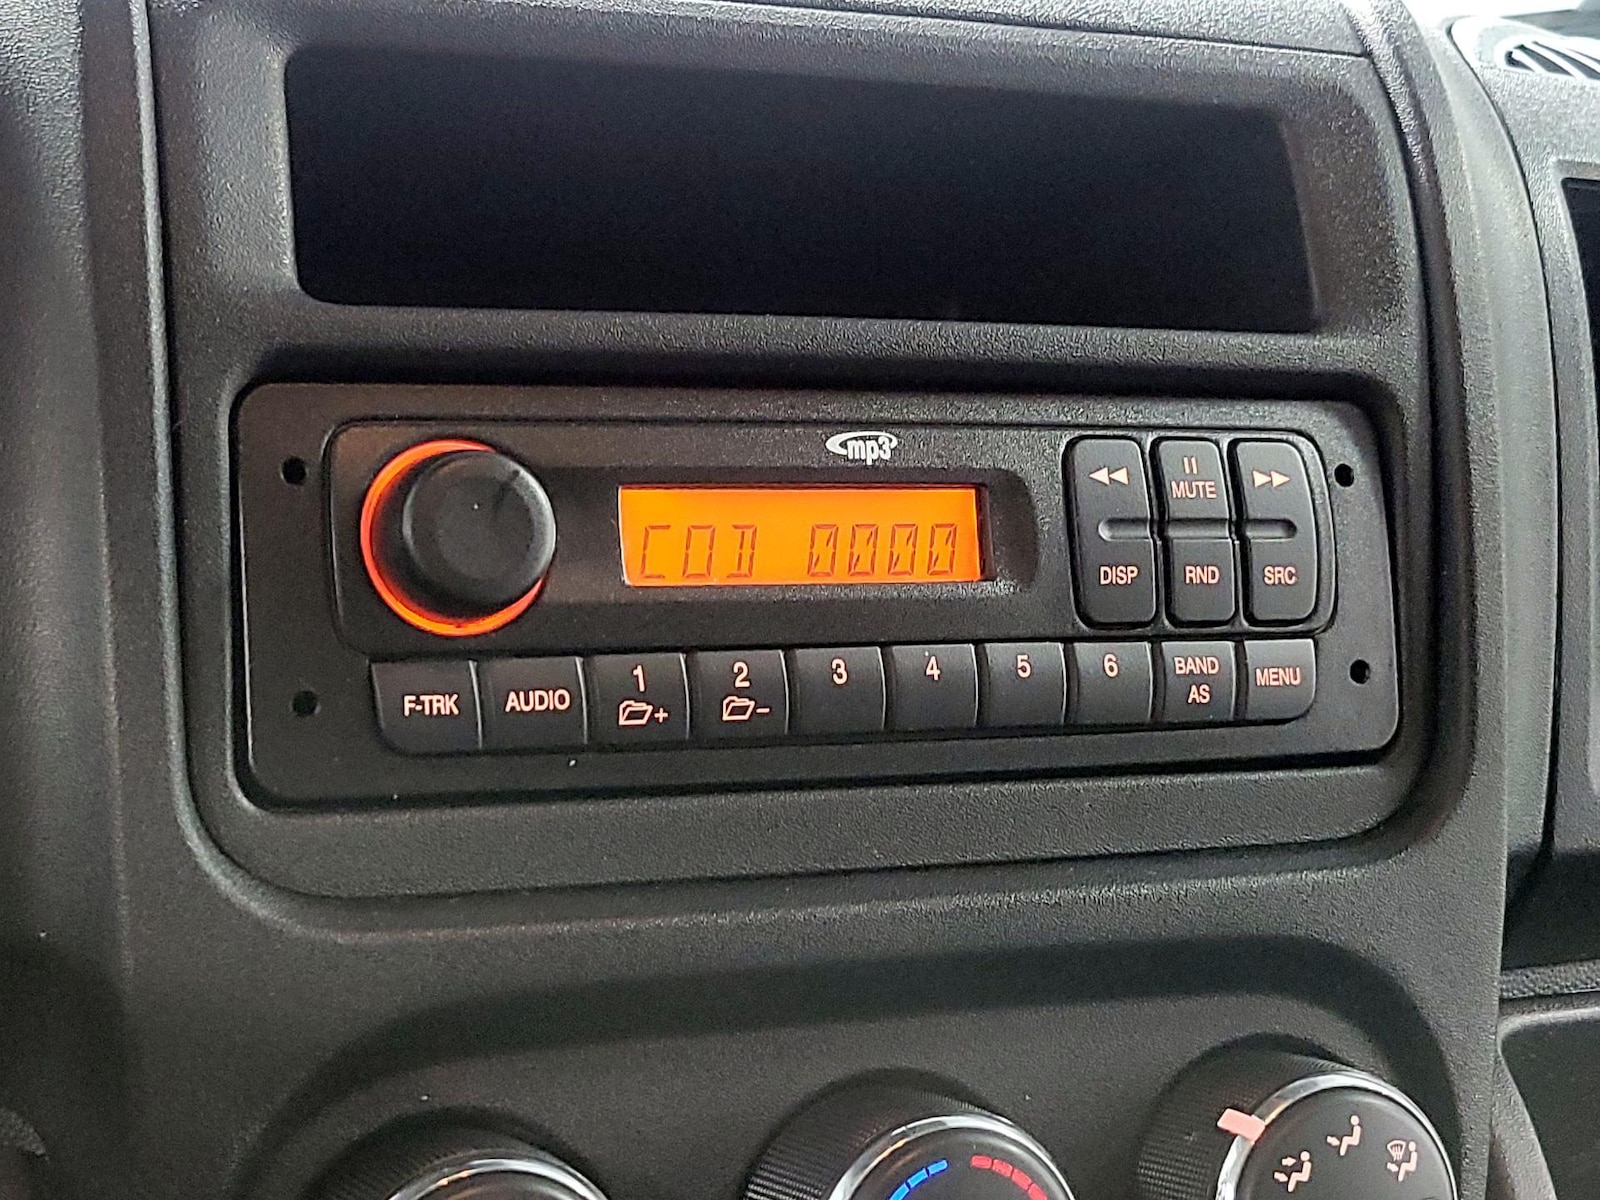 mp3
COD 0000
MUTE
DISP RND SRC
F-TRK AUDIO 1 + 2 - 3 4 5 6 BAND AS MENU